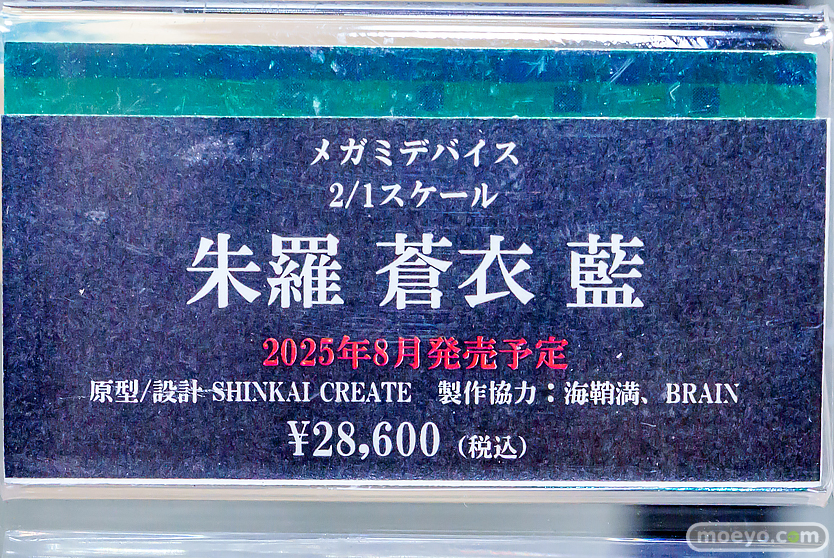 メガミデバイス
2/1スケール
朱羅 蒼衣 藍
2025年8月発売予定
原型/設計 SHINKAI CREATE 製作協力：海鞘満、BRAIN
¥28,600（税込）
moeyo.com